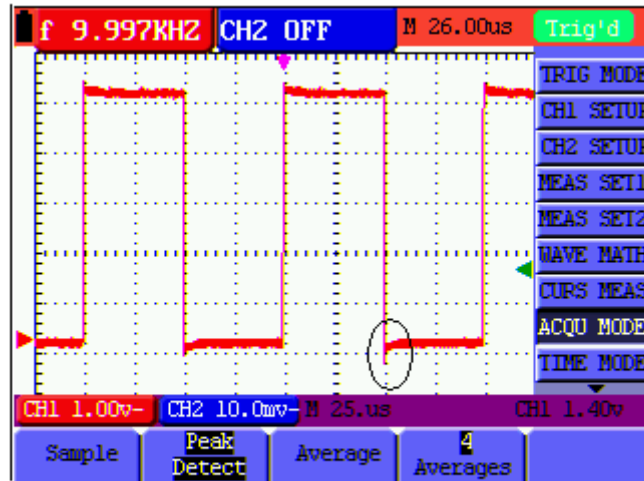 f 9.997KHZ CH2 OFF M 26.00us Trig'd
TRIG MODE
CH1 SETUP
CH2 SETUP
MEAS SET1
MEAS SET2
WAVE MATH
CURS MEAS
ACQU MODE
TIME MODE
CH1 1.00v- CH2 10.0mv- M 25.us CH1 1.40v
Sample
Peak
Detect
Average
4
Averages